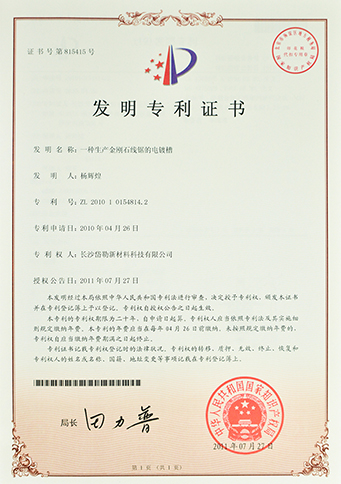 证书号第815415号
发明专利证书
发明名称：一种生产金刚石线锯的电镀槽
发明人：杨辉煌
专利号：ZL 2010 1 0154814.2
专利申请日：2010年04月26日
专利权人：长沙岱勒新材料科技有限公司
授权公告日：2011年07月27日
本发明经过本局依照中华人民共和国专利法进行审查，决定授予专利权，颁发本证书
并在专利登记簿上予以登记。专利权自授权公告之日起生效。
本专利的专利权期限为二十年，自申请日起算。专利权人应当依照专利法及其实施细
则规定缴纳年费。本专利的年费应当在每年04月26日前缴纳。未按照规定缴纳年费的，
专利权自应当缴纳年费期满之日起终止。
专利证书记载专利权登记时的法律状况。专利权的转移、质押、无效、终止、恢复和
专利权人的姓名或名称、国籍、地址变更等事项记载在专利登记簿上。
局长 田力普
中华人民共和国国家知识产权局
2011年07月27日
第1页（共1页）